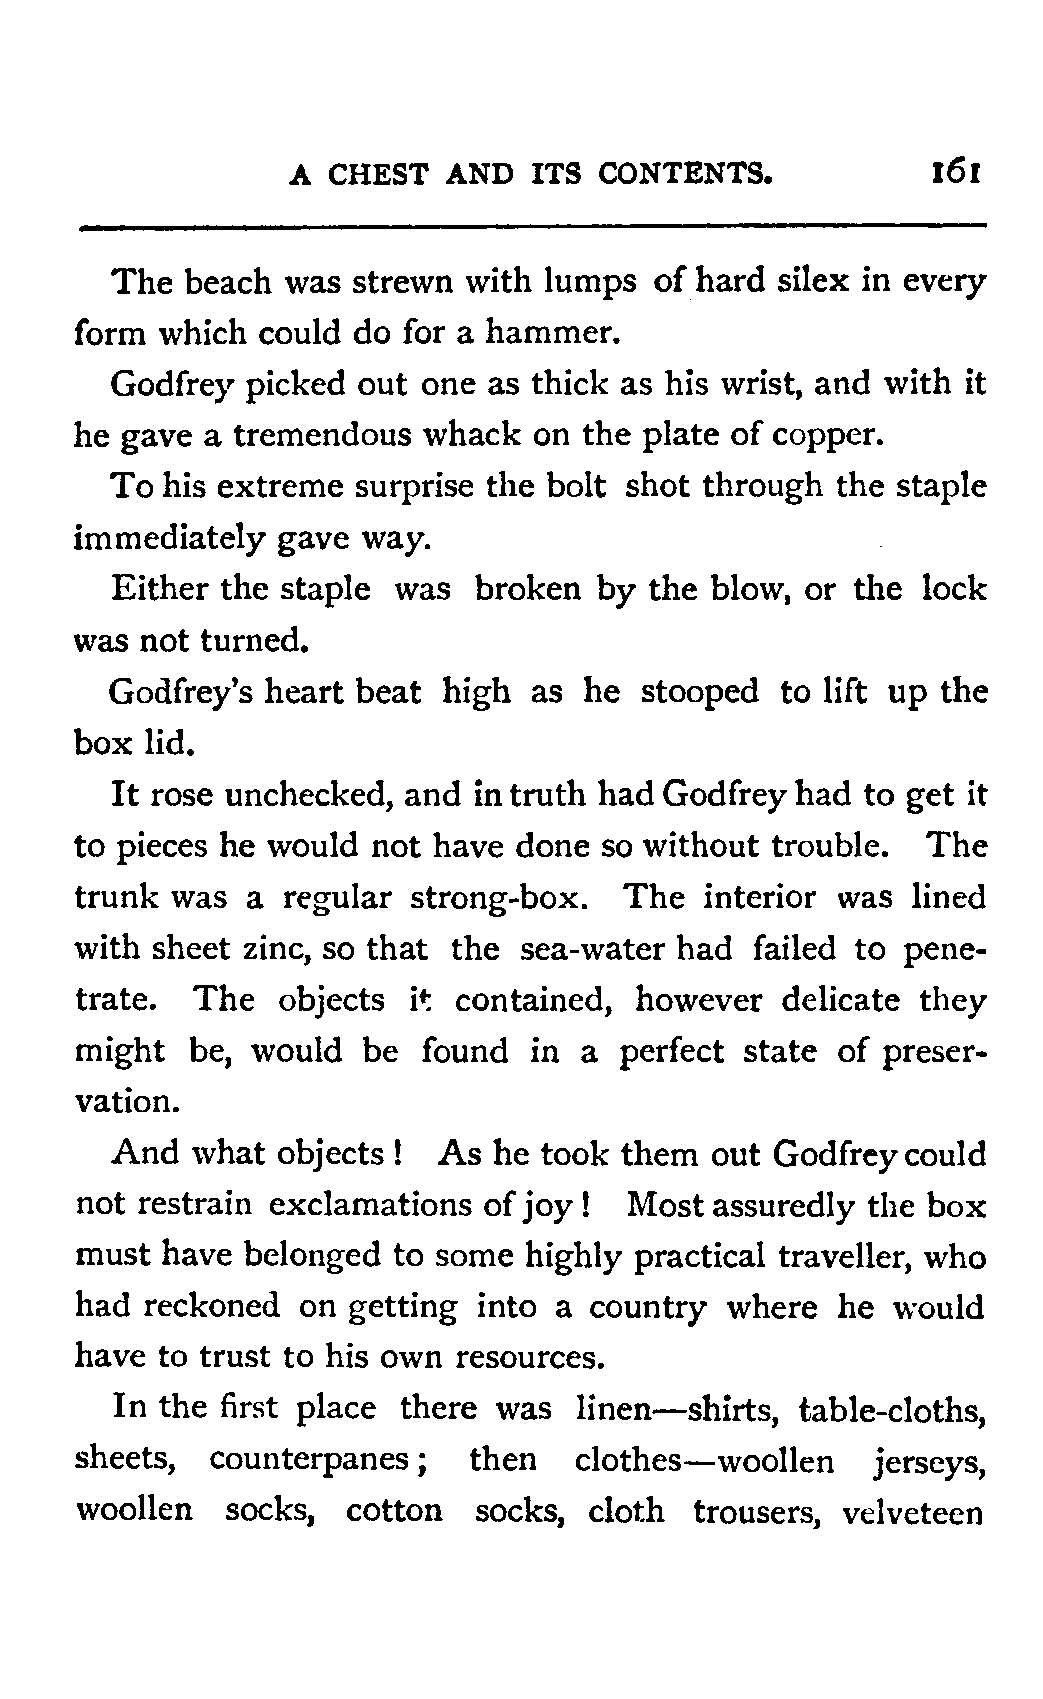 A CHEST AND ITS CONTENTS. 161
The beach was strewn with lumps of hard silex in every
form which could do for a hammer.
Godfrey picked out one as thick as his wrist, and with it
he gave a tremendous whack on the plate of copper.
To his extreme surprise the bolt shot through the staple
immediately gave way.
Either the staple was broken by the blow, or the lock
was not turned.
Godfrey's heart beat high as he stooped to lift up the
box lid.
It rose unchecked, and in truth had Godfrey had to get it
to pieces he would not have done so without trouble. The
trunk was a regular strong-box. The interior was lined
with sheet zinc, so that the sea-water had failed to pene-
trate. The objects it contained, however delicate they
might be, would be found in a perfect state of preser-
vation.
And what objects! As he took them out Godfrey could
not restrain exclamations of joy! Most assuredly the box
must have belonged to some highly practical traveller, who
had reckoned on getting into a country where he would
have to trust to his own resources.
In the first place there was linen—shirts, table-cloths,
sheets, counterpanes; then clothes—woollen jerseys,
woollen socks, cotton socks, cloth trousers, velveteen